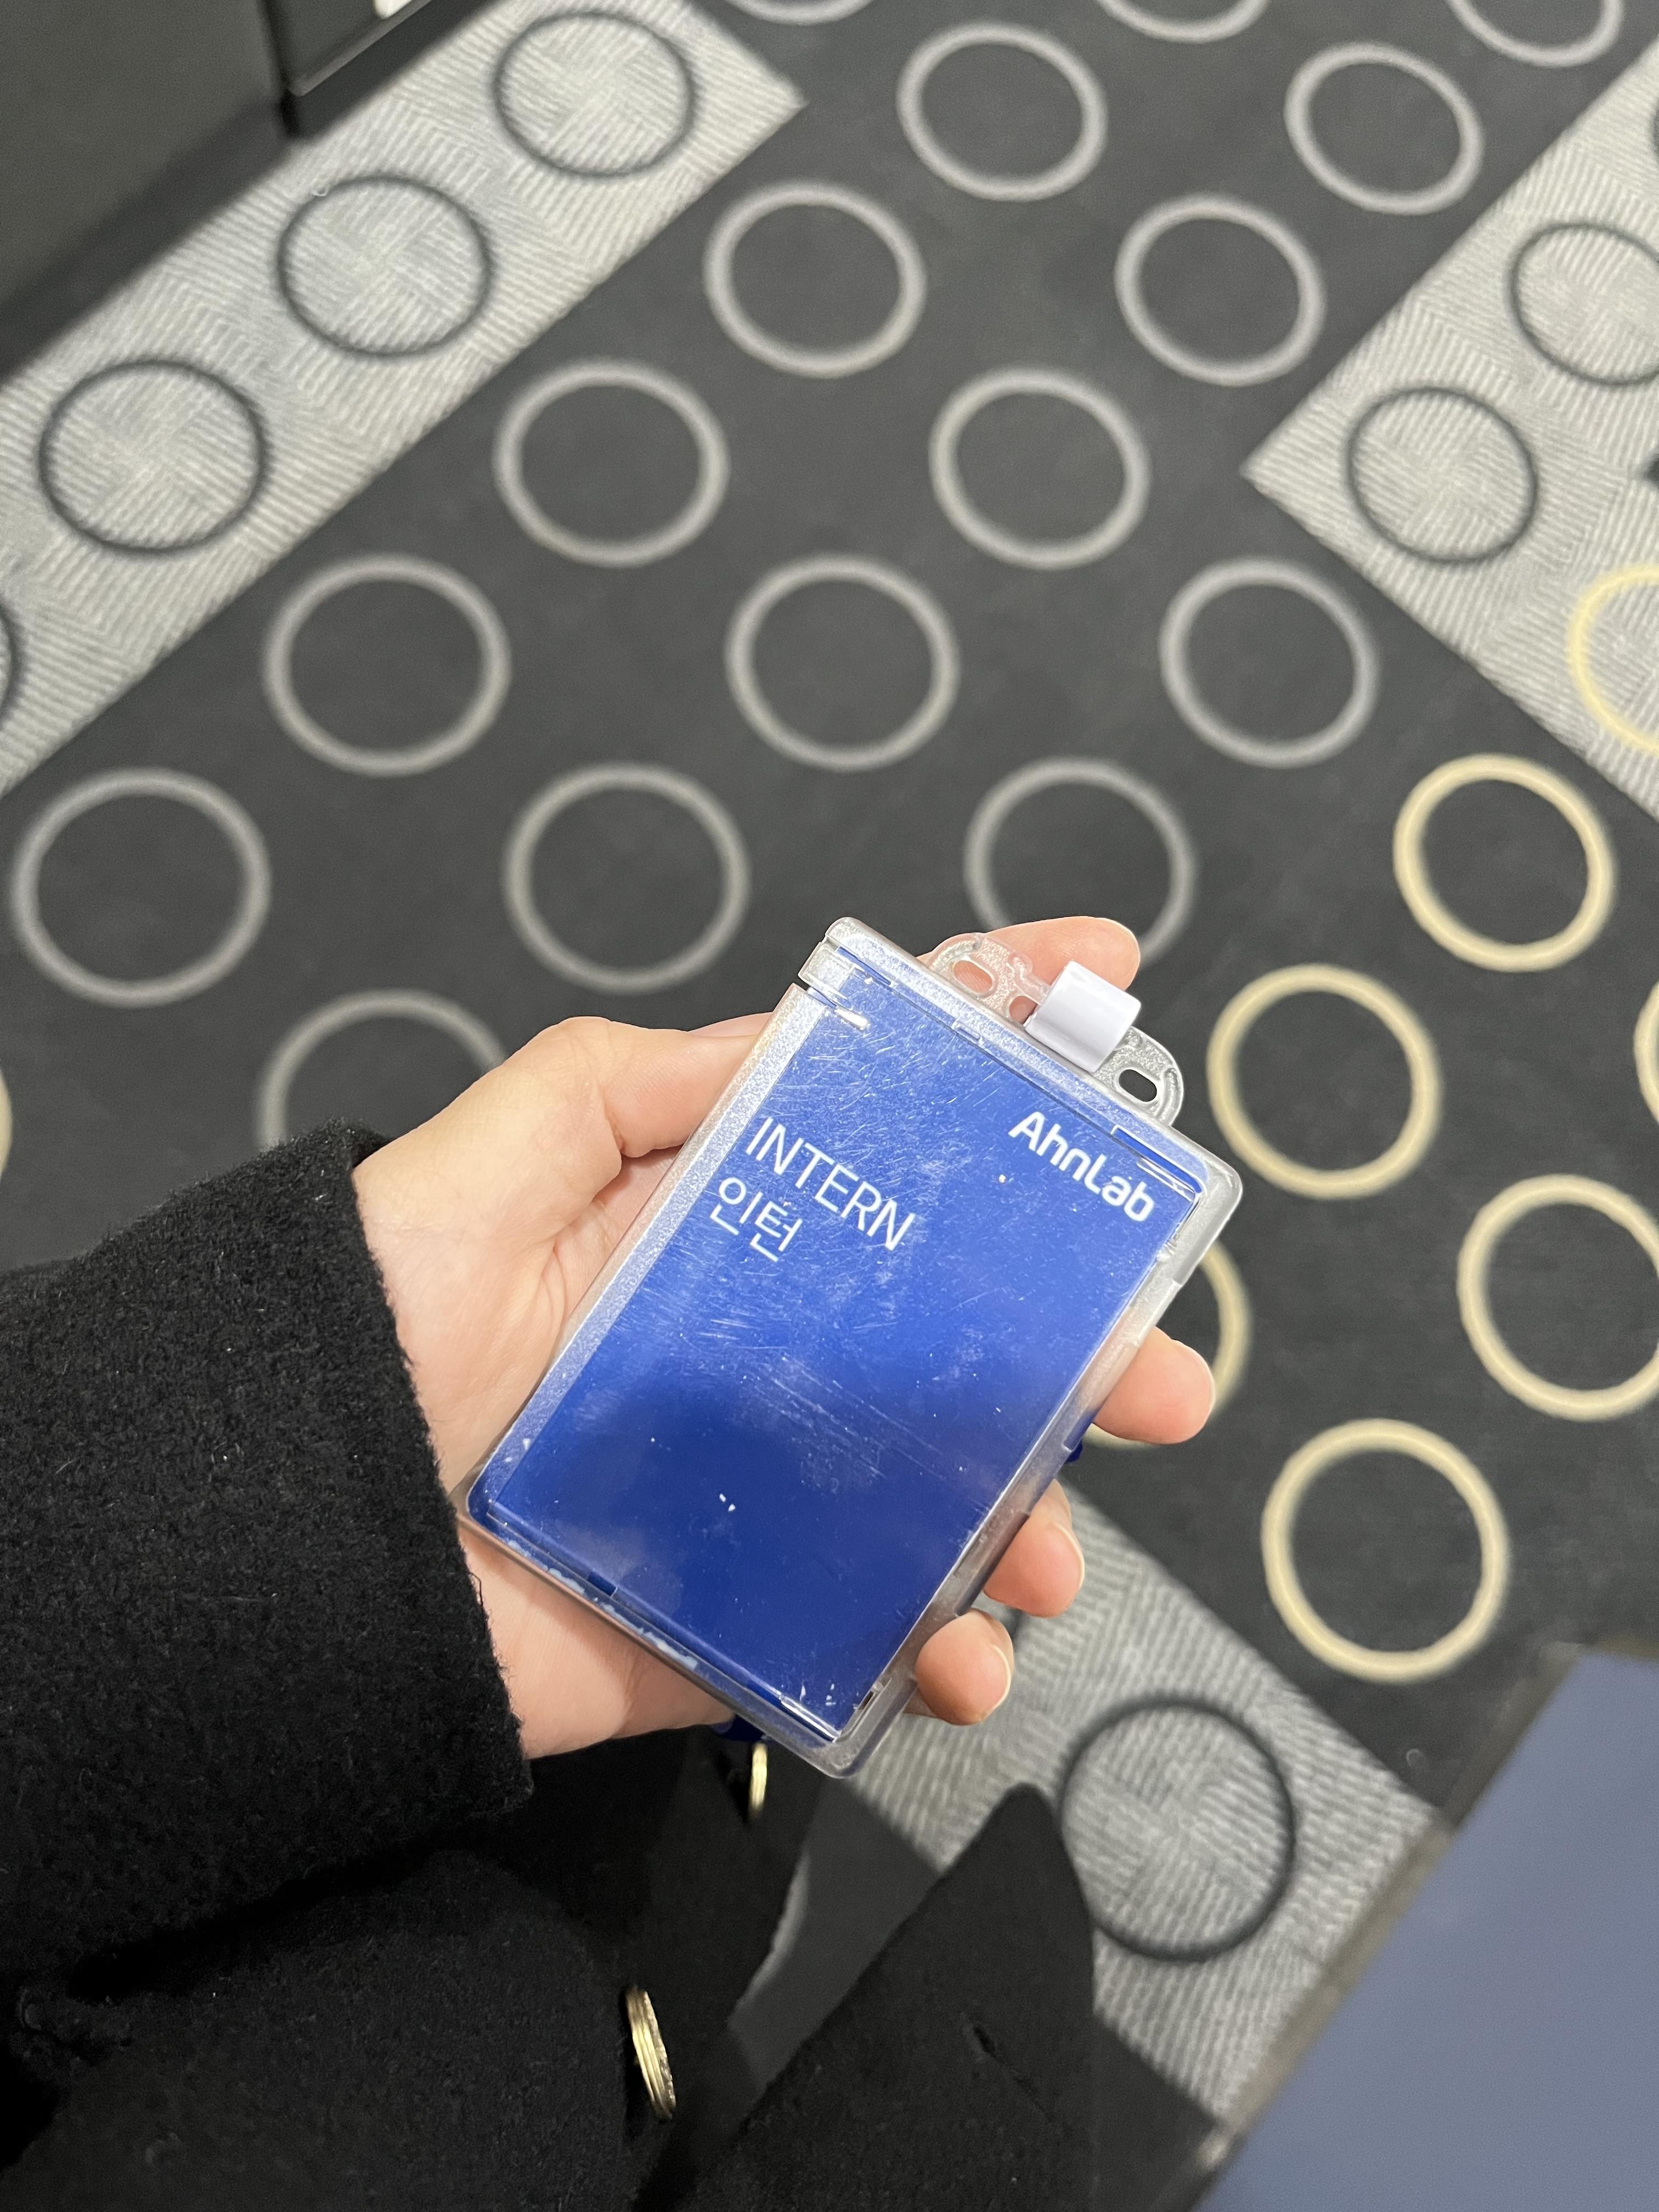 AhnLab
INTERN
인턴